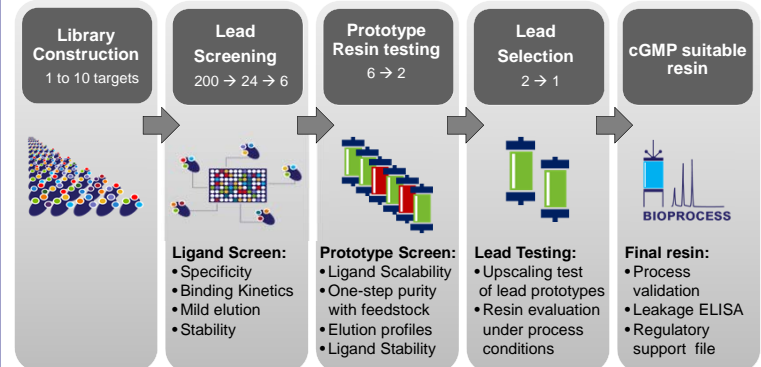 Library
Construction
1 to 10 targets
Lead
Screening
200 → 24 → 6
Prototype
Resin testing
6 → 2
Lead
Selection
2 → 1
cGMP suitable
resin
BIOPROCESS
Ligand Screen:
• Specificity
• Binding Kinetics
• Mild elution
• Stability
Prototype Screen:
• Ligand Scalability
• One-step purity
with feedstock
• Elution profiles
• Ligand Stability
Lead Testing:
• Upscaling test
of lead prototypes
• Resin evaluation
under process
conditions
Final resin:
• Process
validation
• Leakage ELISA
• Regulatory
support file